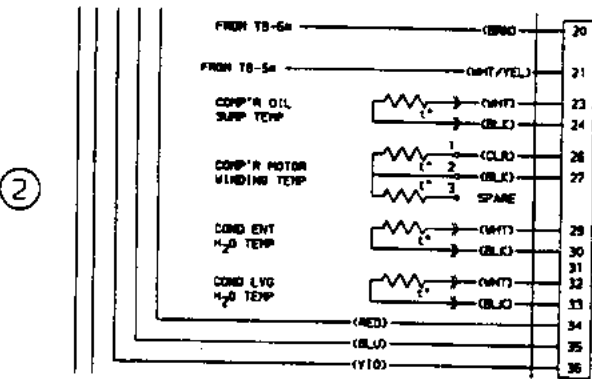 FROM TB-6* (BRN) 20
FROM TB-5* (WHT/YEL) 21
COMP'R OIL (WHT) 23
SUMP TEMP t° (BLK) 24
1 (CLR) 26
COMP'R MOTOR t° 2 (BLK) 27
WINDING TEMP t° 3 SPARE
2
COND ENT (WHT) 29
H2O TEMP t° (BLK) 30
31
COND LVG (WHT) 32
H2O TEMP t° (BLK) 33
(RED) 34
(BLU) 35
(VIO) 36